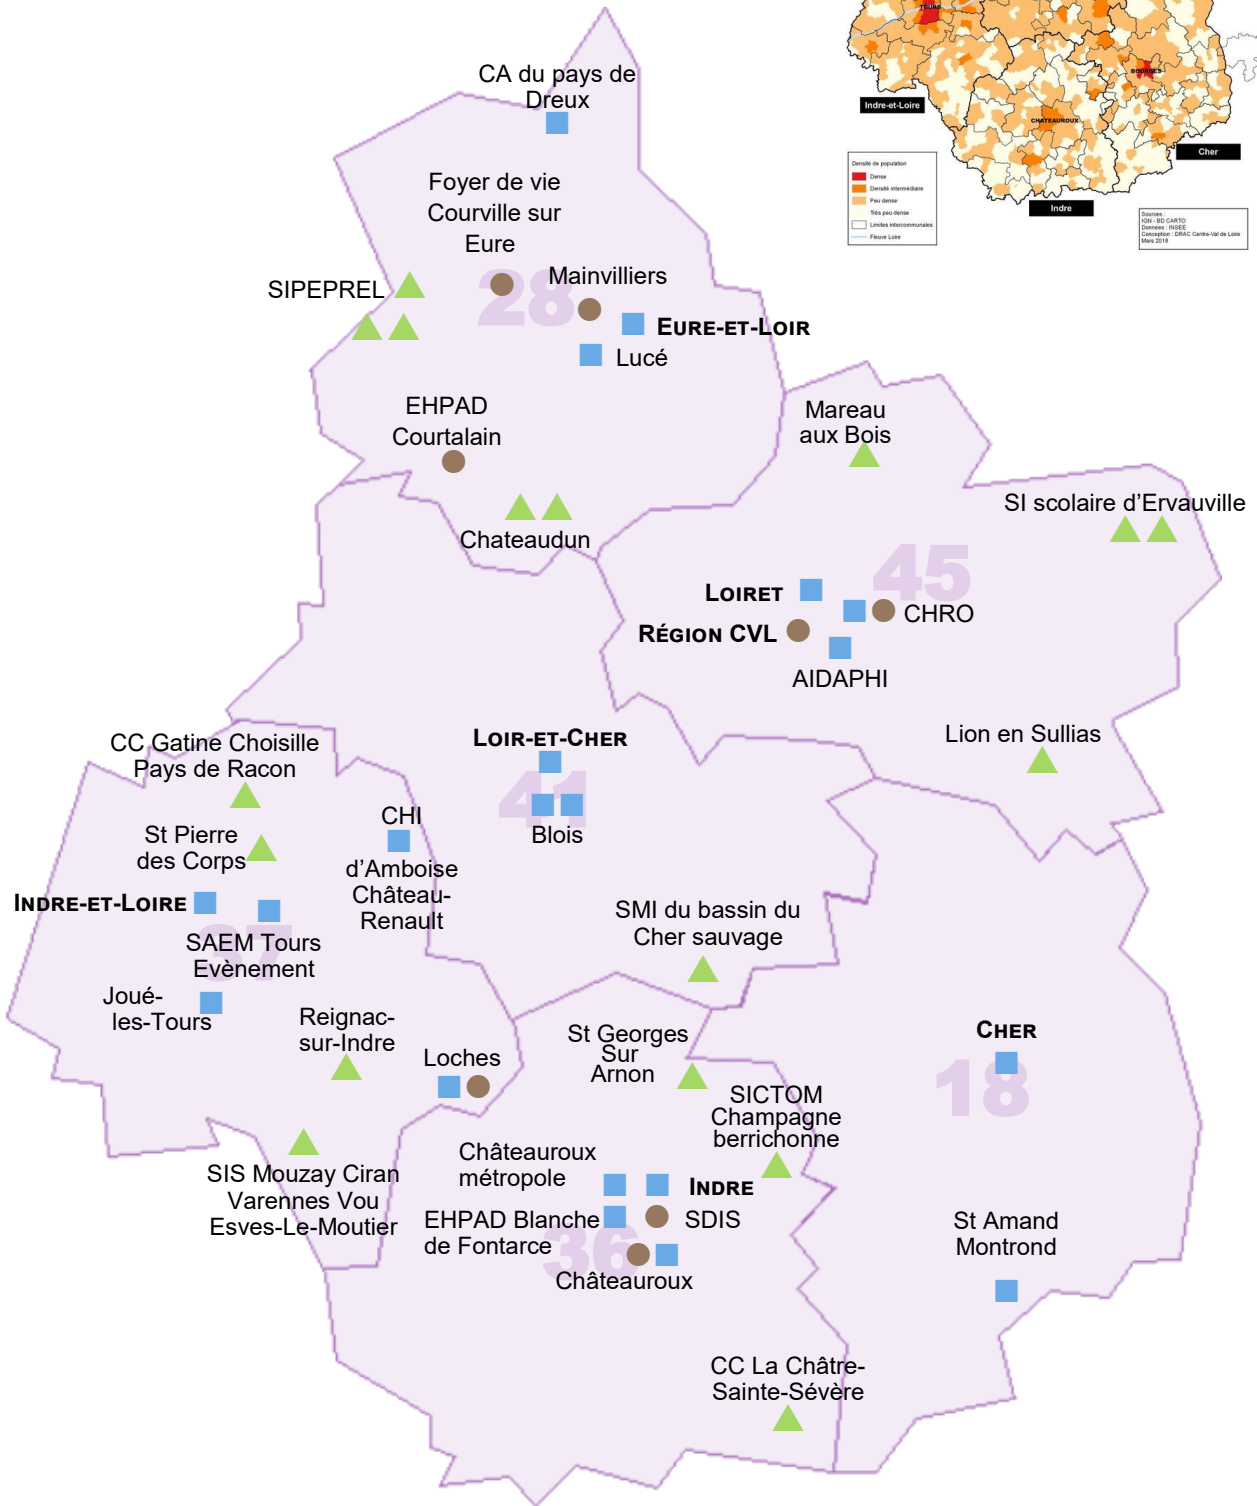 TOURS
BOURGES
CHATEAUROUX
Indre-et-Loire
Cher
Indre
Densité de population
Dense
Densité intermédiaire
Peu dense
Très peu dense
Limites intercommunales
Fleuve Loire
Sources :
IGN - BD CARTO
Données : INSEE
Conception : DRAC Centre-Val de Loire
Mars 2018
CA du pays de
Dreux
Foyer de vie
Courville sur
Eure
28
Mainvilliers
SIPEPREL
EURE-ET-LOIR
Lucé
EHPAD
Courtalain
Chateaudun
Mareau
aux Bois
SI scolaire d'Ervauville
45
LOIRET
CHRO
RÉGION CVL
AIDAPHI
Lion en Sullias
LOIR-ET-CHER
41
Blois
CC Gatine Choisille
Pays de Racon
St Pierre
des Corps
CHI
d'Amboise
Château-
Renault
INDRE-ET-LOIRE
37
SAEM Tours
Evènement
Joué-
les-Tours
Reignac-
sur-Indre
Loches
SIS Mouzay Ciran
Varennes Vou
Esves-Le-Moutier
SMI du bassin du
Cher sauvage
St Georges
Sur
Arnon
SICTOM
Champagne
berrichonne
CHER
18
St Amand
Montrond
Châteauroux
métropole
INDRE
EHPAD Blanche
de Fontarce
SDIS
36
Châteauroux
CC La Châtre-
Sainte-Sévère